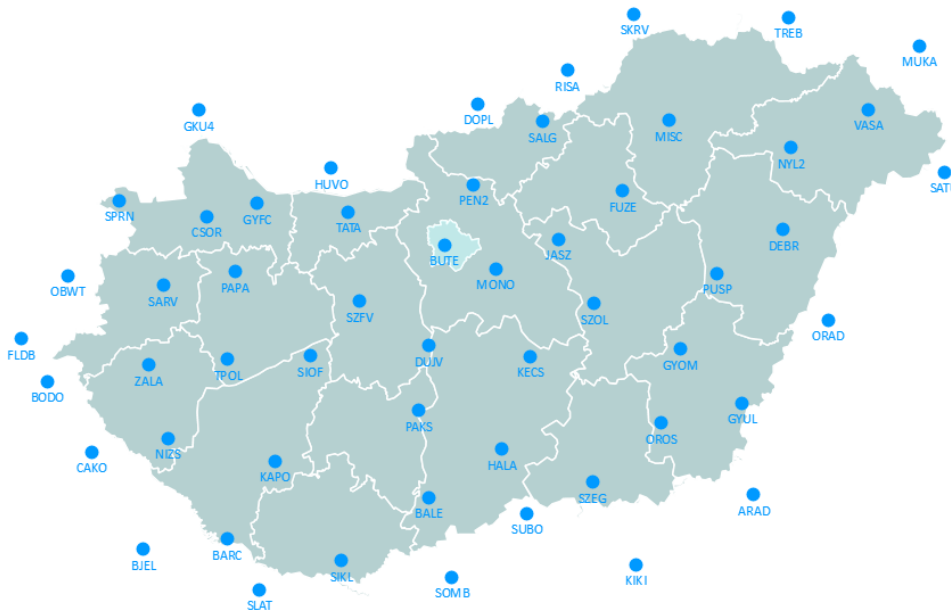 SKRV
TREB
MUKA
RISA
DOPL
GKU4
SALG
MISC
VASA
NYL2
HUVO
SATU
PEN2
FUZE
SPRN
GYFC
CSOR
TATA
DEBR
BUTE
JASZ
OBWT
PAPA
MONO
PUSP
SARV
SZFV
SZOL
ORAD
FLDB
DUJV
GYOM
ZALA
TPOL
SIOF
KECS
BODO
PAKS
GYUL
OROS
CAKO
NIZS
HALA
KAPO
SZEG
BALE
SUBO
ARAD
BARC
BJEL
SIKL
KIKI
SLAT
SOMB